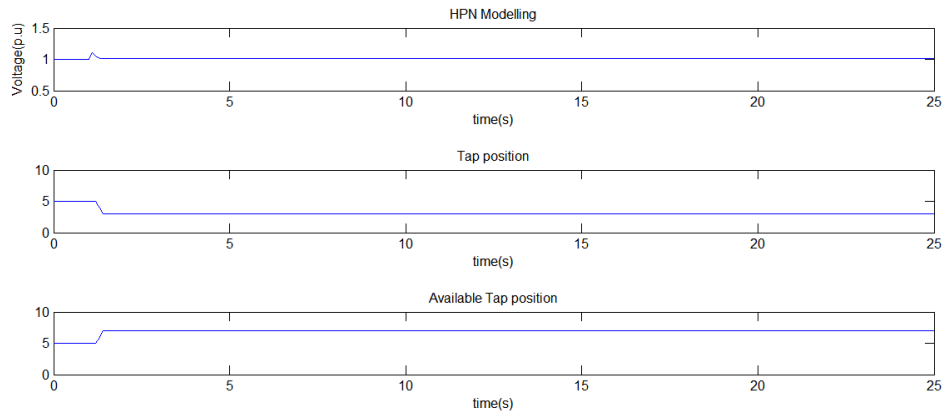 HPN Modelling
Voltage(p.u)
1.5
1
0.5
0 5 10 15 20 25
time(s)
Tap position
10
5
0
0 5 10 15 20 25
time(s)
Available Tap position
10
5
0
0 5 10 15 20 25
time(s)